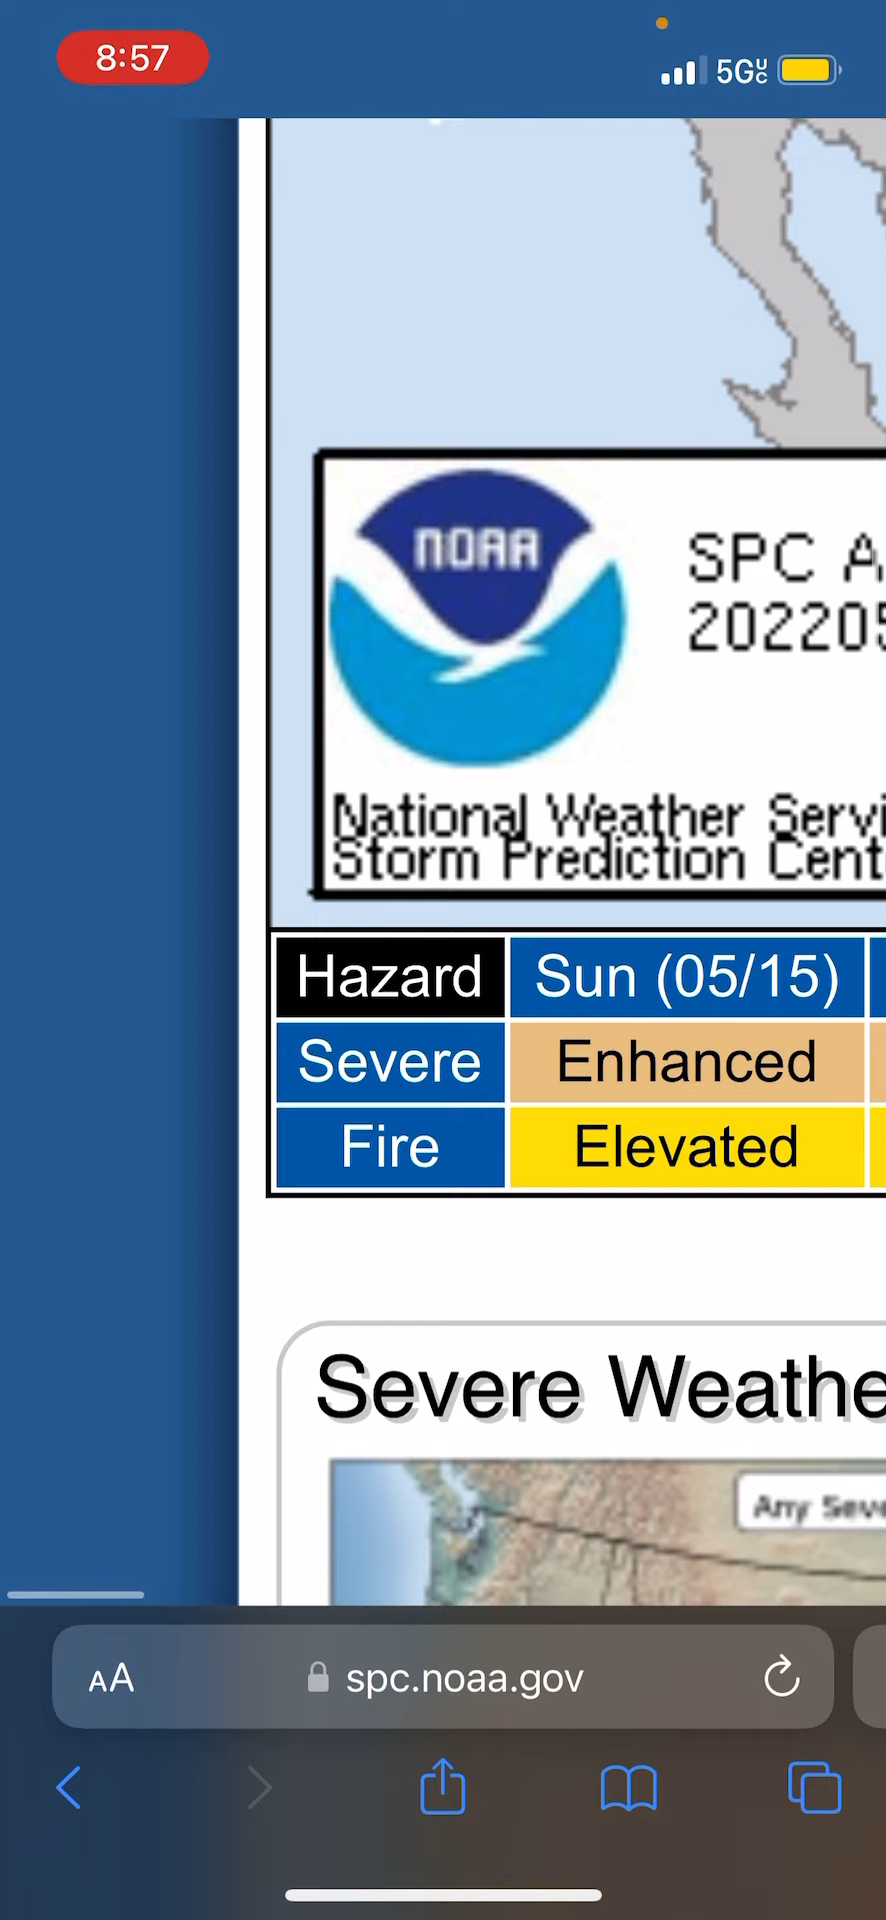 8:57
5G UC
NOAA
SPC A
202205
National Weather Servi
Storm Prediction Cent
Hazard Sun (05/15)
Severe Enhanced
Fire Elevated
Severe Weathe
Any Seve
AA spc.noaa.gov